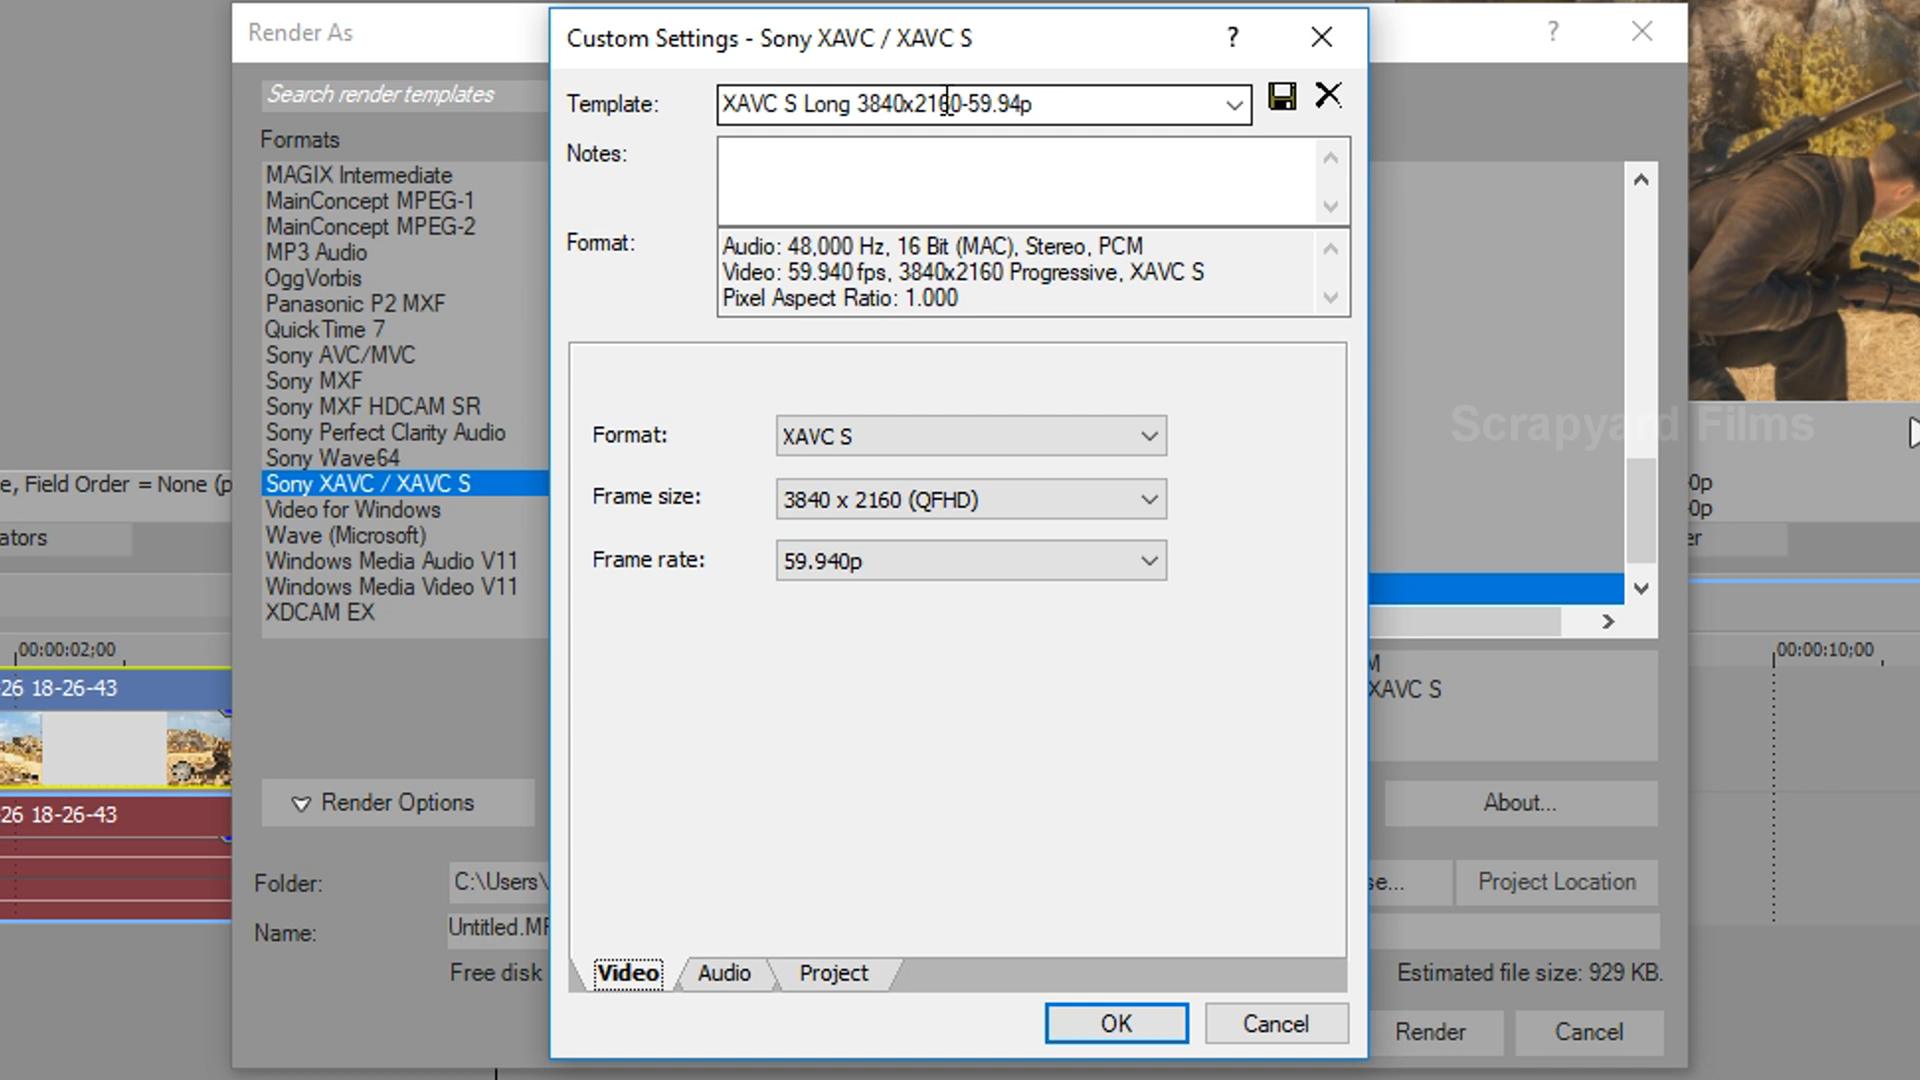 Render As
?
Custom Settings - Sony XAVC / XAVC S
?
Search render templates
Formats
MAGIX Intermediate
MainConcept MPEG-1
MainConcept MPEG-2
MP3 Audio
OggVorbis
Panasonic P2 MXF
QuickTime 7
Sony AVC/MVC
Sony MXF
Sony MXF HDCAM SR
Sony Perfect Clarity Audio
Sony Wave64
Sony XAVC / XAVC S
Video for Windows
Wave (Microsoft)
Windows Media Audio V11
Windows Media Video V11
XDCAM EX
Template:
XAVC S Long 3840x2160-59.94p
Notes:
Format:
Audio: 48,000 Hz, 16 Bit (MAC), Stereo, PCM
Video: 59.940 fps, 3840x2160 Progressive, XAVC S
Pixel Aspect Ratio: 1.000
Format:
XAVC S
Frame size:
3840 x 2160 (QFHD)
Frame rate:
59.940p
Video
Audio
Project
OK
Cancel
Scrapyard Films
e, Field Order = None (p
ators
0p
0p
er
00:00:02;00
00:00:10;00
26 18-26-43
26 18-26-43
M
XAVC S
Render Options
About...
Folder:
C:\Users\
se...
Project Location
Name:
Untitled.MP
Free disk
Estimated file size: 929 KB.
Render
Cancel